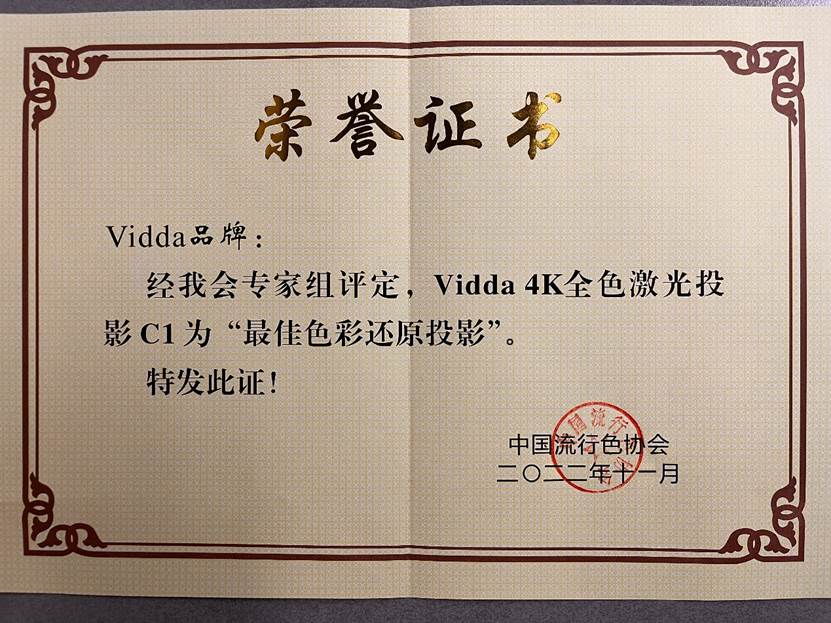 荣誉证书
Vidda品牌：
经我会专家组评定，Vidda 4K全色激光投
影 C1 为“最佳色彩还原投影”。
特发此证！
中国流行色协会
二〇二二年十一月